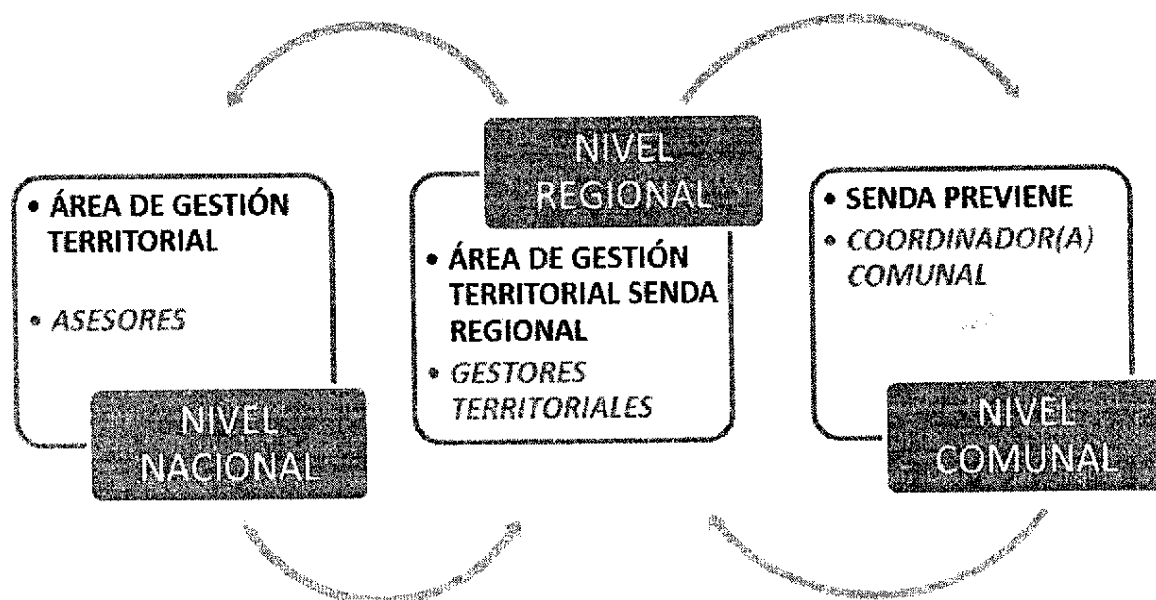 • ÁREA DE GESTIÓN
TERRITORIAL
• ASESORES
NIVEL
NACIONAL
NIVEL
REGIONAL
• ÁREA DE GESTIÓN
TERRITORIAL SENDA
REGIONAL
• GESTORES
TERRITORIALES
• SENDA PREVIENE
• COORDINADOR(A)
COMUNAL
NIVEL
COMUNAL